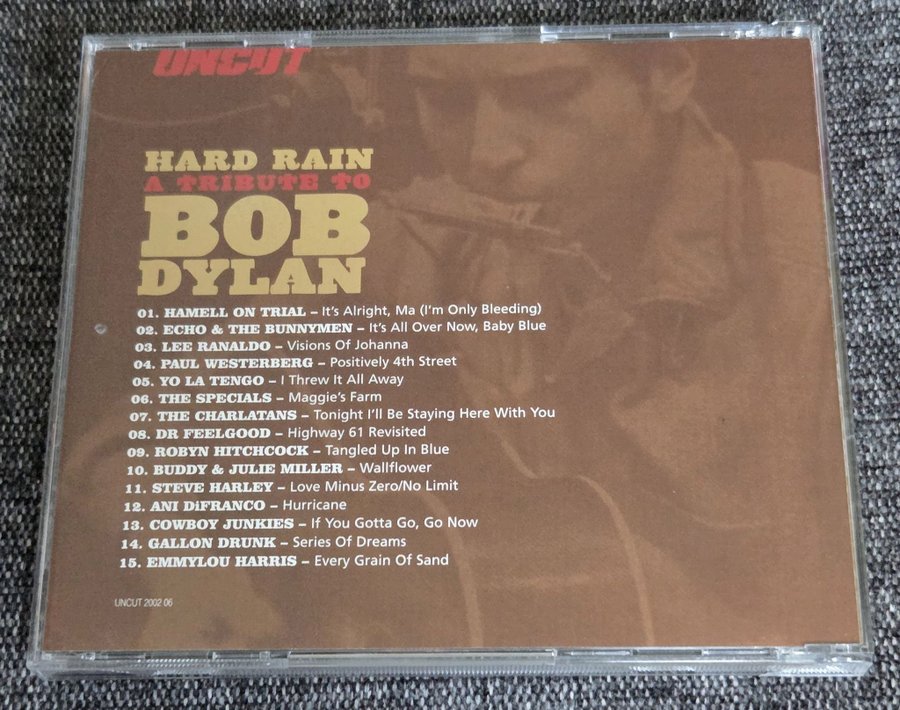 UNCUT
HARD RAIN
A TRiBUTE TO
BOB
DYLAN
01. HAMELL ON TRIAL – It's Alright, Ma (I'm Only Bleeding)
02. ECHO & THE BUNNYMEN – It's All Over Now, Baby Blue
03. LEE RANALDO – Visions Of Johanna
04. PAUL WESTERBERG – Positively 4th Street
05. YO LA TENGO – I Threw It All Away
06. THE SPECIALS – Maggie's Farm
07. THE CHARLATANS – Tonight I'll Be Staying Here With You
08. DR FEELGOOD – Highway 61 Revisited
09. ROBYN HITCHCOCK – Tangled Up In Blue
10. BUDDY & JULIE MILLER – Wallflower
11. STEVE HARLEY – Love Minus Zero/No Limit
12. ANI DiFRANCO – Hurricane
13. COWBOY JUNKIES – If You Gotta Go, Go Now
14. GALLON DRUNK – Series Of Dreams
15. EMMYLOU HARRIS – Every Grain Of Sand
UNCUT 2002 06